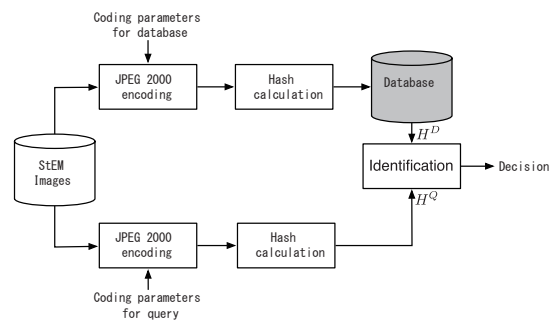 Coding parameters
for database
JPEG 2000
encoding
Hash
calculation
Database
H^D
StEM
Images
Identification
Decision
H^Q
JPEG 2000
encoding
Hash
calculation
Coding parameters
for query